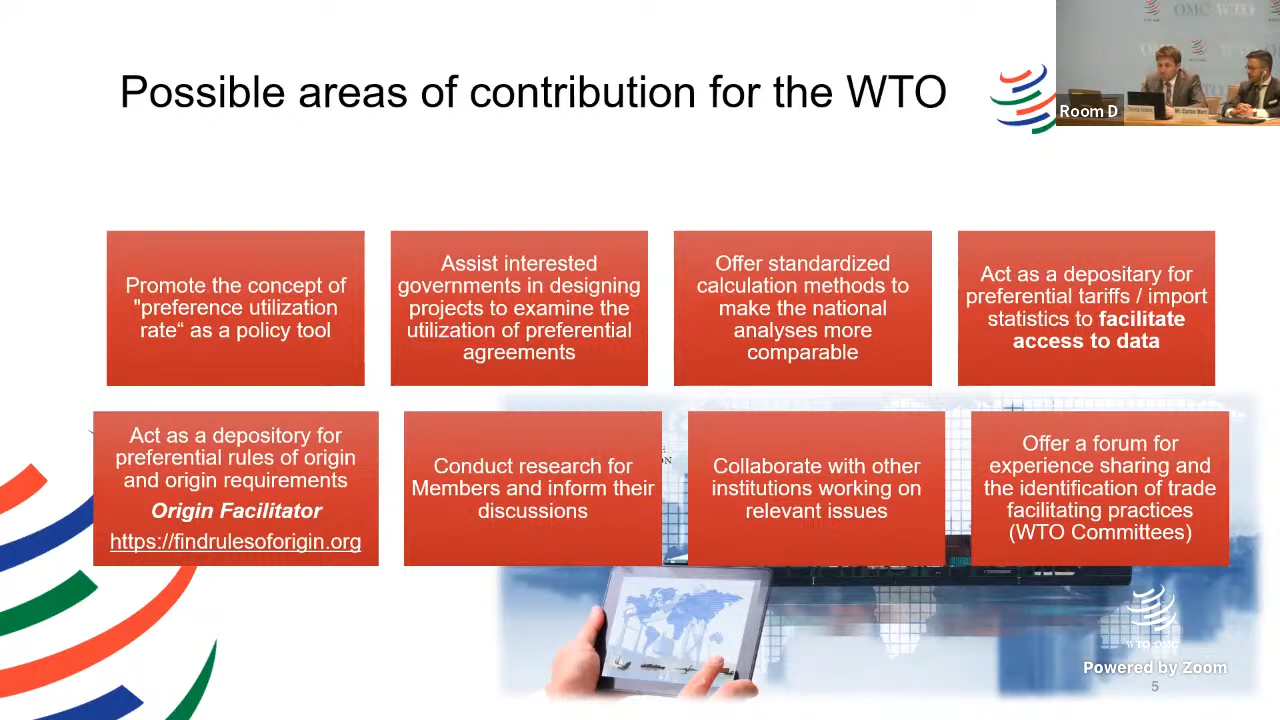 Possible areas of contribution for the WTO
OMC WTO
Room D
Promote the concept of
"preference utilization
rate“ as a policy tool
Assist interested
governments in designing
projects to examine the
utilization of preferential
agreements
Offer standardized
calculation methods to
make the national
analyses more
comparable
Act as a depositary for
preferential tariffs / import
statistics to facilitate
access to data
Act as a depository for
preferential rules of origin
and origin requirements
Origin Facilitator
https://findrulesoforigin.org
Conduct research for
Members and inform their
discussions
Collaborate with other
institutions working on
relevant issues
Offer a forum for
experience sharing and
the identification of trade
facilitating practices
(WTO Committees)
WTO OMC
Powered by Zoom
5